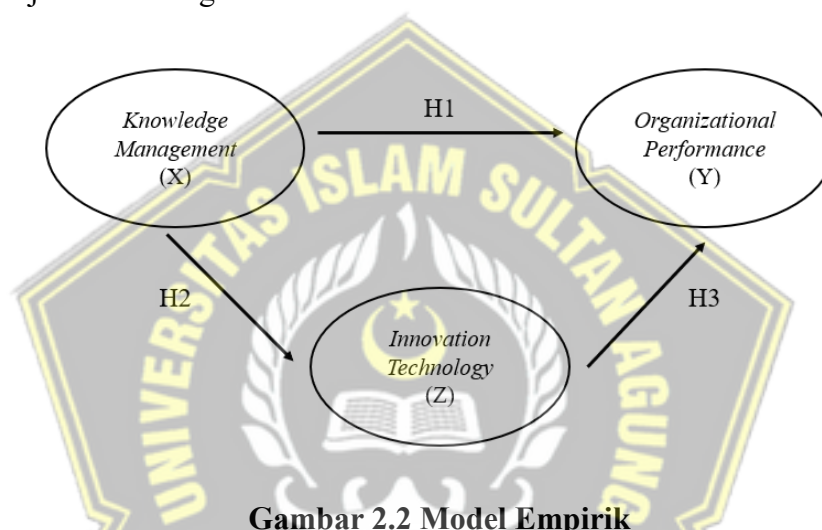 H1
Knowledge
Management
(X)
Organizational
Performance
(Y)
UNIVERSITAS ISLAM SULTAN AGUNG
H2
H3
Innovation
Technology
(Z)
Gambar 2.2 Model Empirik